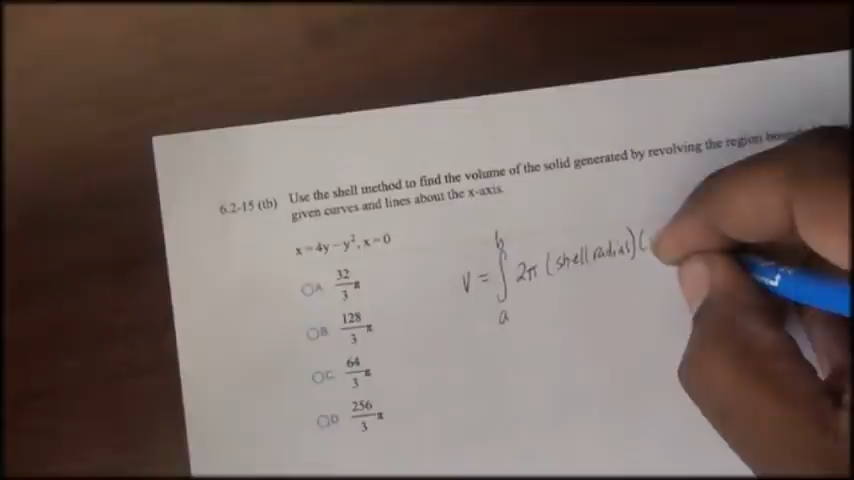 6.2-15 (tb) Use the shell method to find the volume of the solid generated by revolving the region
given curves and lines about the x-axis.
x = 4y − y², x = 0
A 32/3 π
B 128/3 π
C 64/3 π
D 256/3 π
V = ∫ₐᵇ 2π (shell radius)(